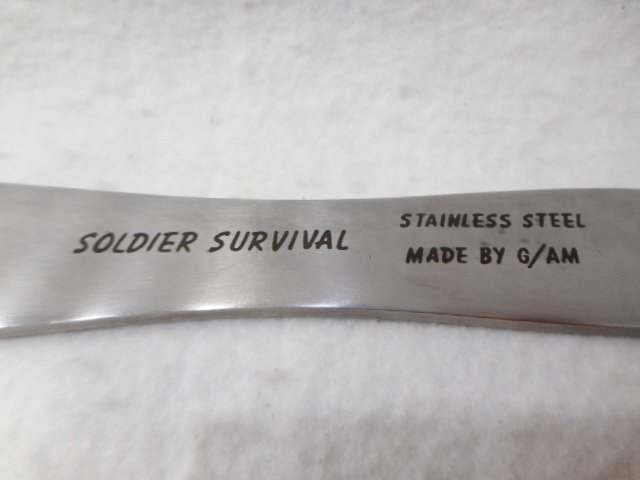 SOLDIER SURVIVAL
STAINLESS STEEL
MADE BY G/AM